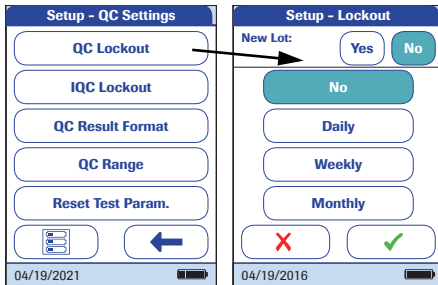 Setup - QC Settings
QC Lockout
IQC Lockout
QC Result Format
QC Range
Reset Test Param.
04/19/2021
Setup - Lockout
New Lot: Yes No
No
Daily
Weekly
Monthly
04/19/2016